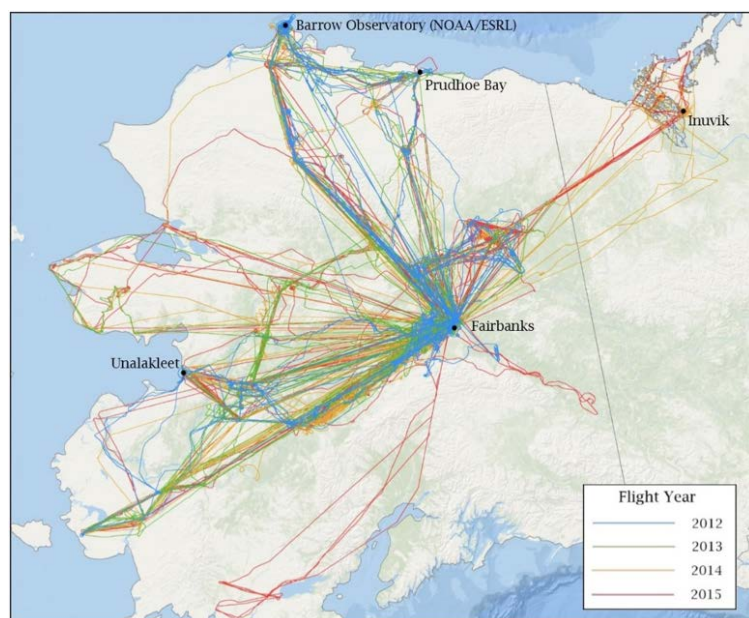 Barrow Observatory (NOAA/ESRL)
Prudhoe Bay
Inuvik
Fairbanks
Unalakleet
Flight Year
2012
2013
2014
2015